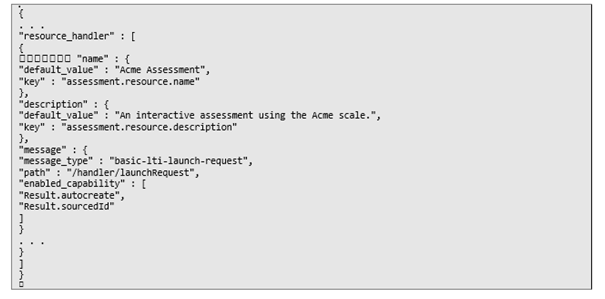 {
. . .
"resource_handler" : [
{
▯▯▯▯▯▯▯ "name" : {
"default_value" : "Acme Assessment",
"key" : "assessment.resource.name"
},
"description" : {
"default_value" : "An interactive assessment using the Acme scale.",
"key" : "assessment.resource.description"
},
"message" : {
"message_type" : "basic-lti-launch-request",
"path" : "/handler/launchRequest",
"enabled_capability" : [
"Result.autocreate",
"Result.sourcedId"
]
}
. . .
}
]
}
▯